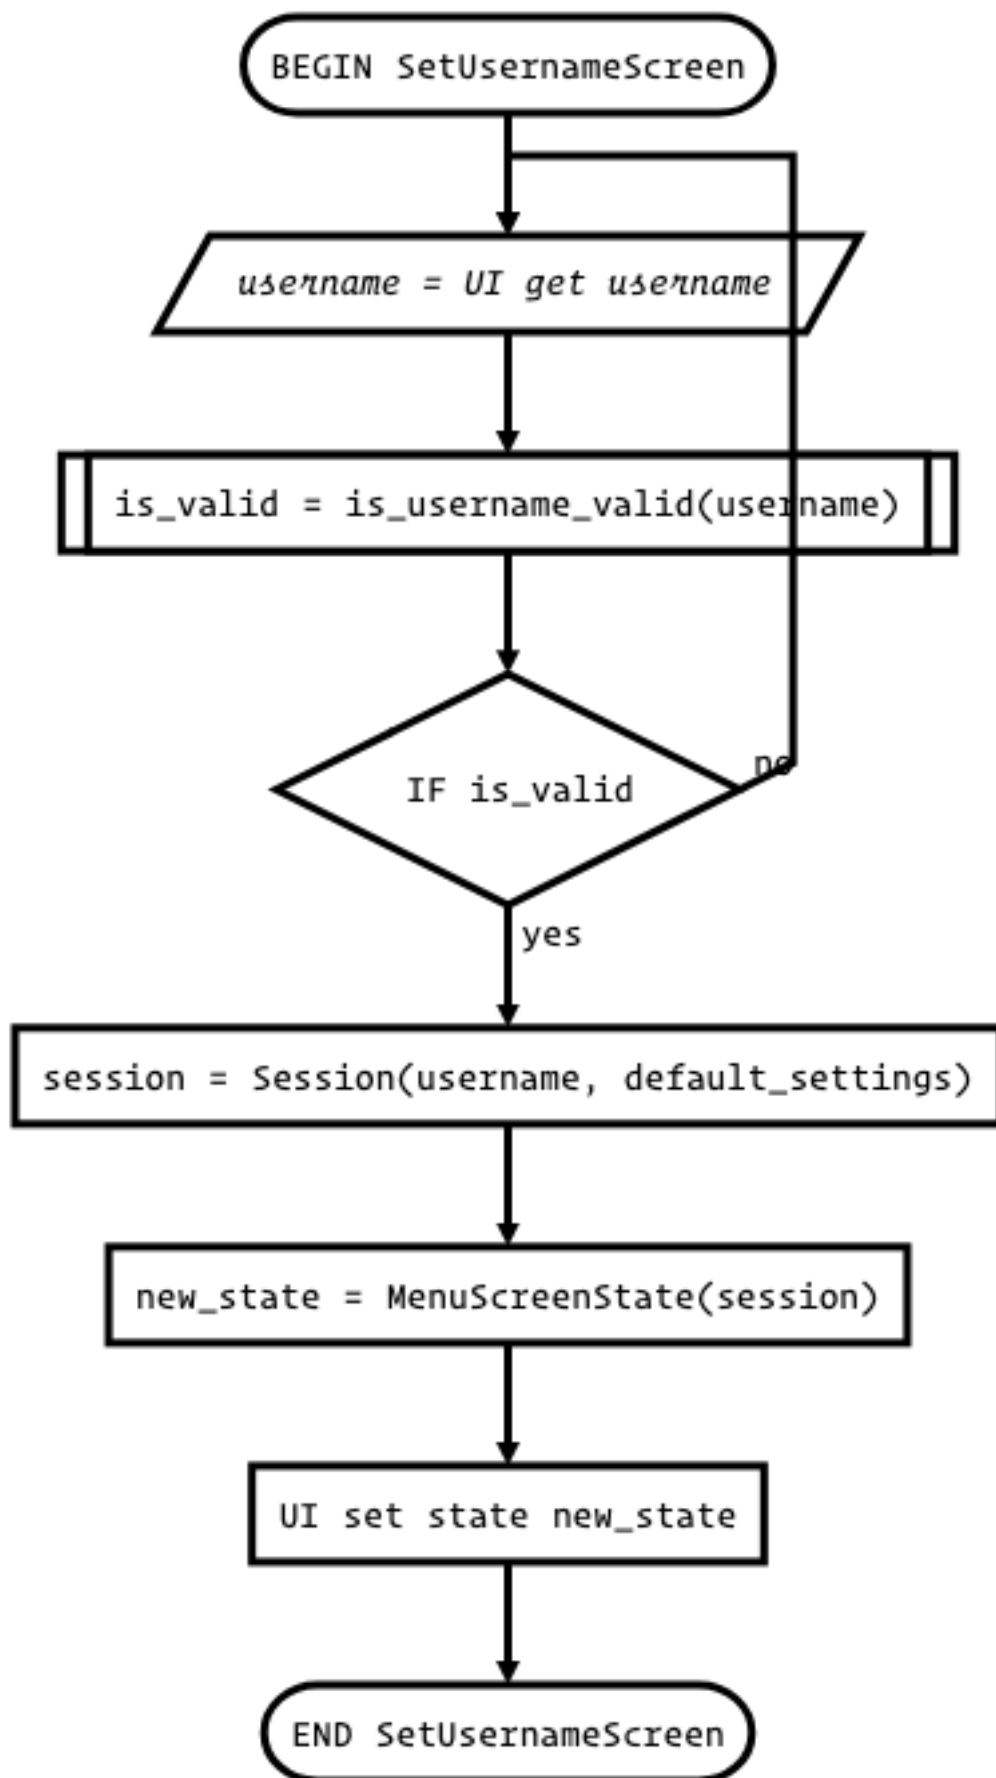 BEGIN SetUsernameScreen
username = UI get username
is_valid = is_username_valid(username)
IF is_valid
no
yes
session = Session(username, default_settings)
new_state = MenuScreenState(session)
UI set state new_state
END SetUsernameScreen